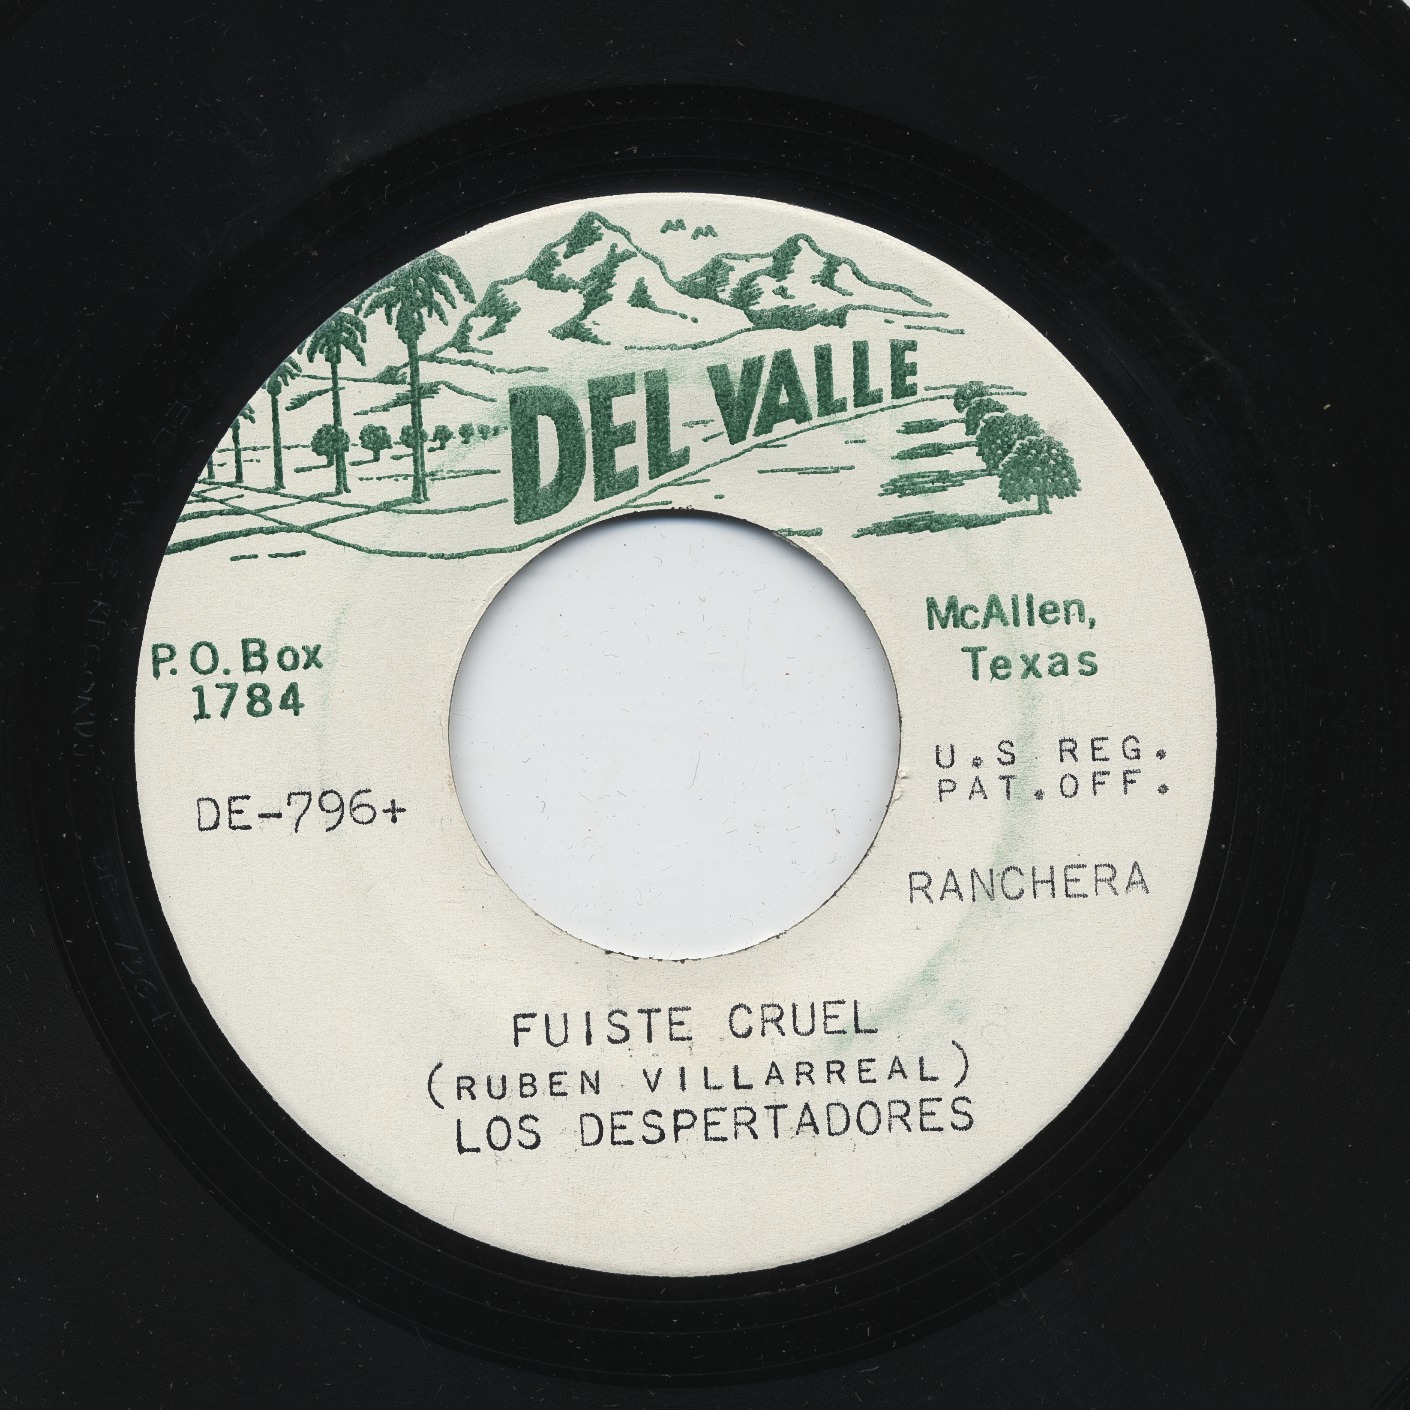 DEL VALLE
P.O. Box
1784
McAllen,
Texas
U.S REG.
PAT.OFF.
DE-796+
RANCHERA
FUISTE CRUEL
(RUBEN VILLARREAL)
LOS DESPERTADORES